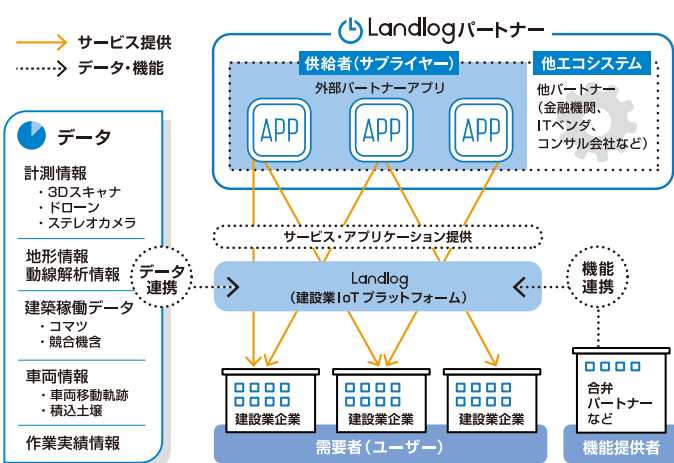 Landlogパートナー
サービス提供
データ・機能
供給者(サプライヤー)
他エコシステム
外部パートナーアプリ
他パートナー
(金融機関、
ITベンダ、
コンサル会社など)
APP
APP
APP
データ
計測情報
・3Dスキャナ
・ドローン
・ステレオカメラ
地形情報
動線解析情報
建築稼働データ
・コマツ
・競合機含
車両情報
・車両移動軌跡
・積込土壌
作業実績情報
データ
連携
サービス・アプリケーション提供
Landlog
(建設業IoTプラットフォーム)
機能
連携
建設業企業
建設業企業
建設業企業
需要者(ユーザー)
合弁
パートナー
など
機能提供者